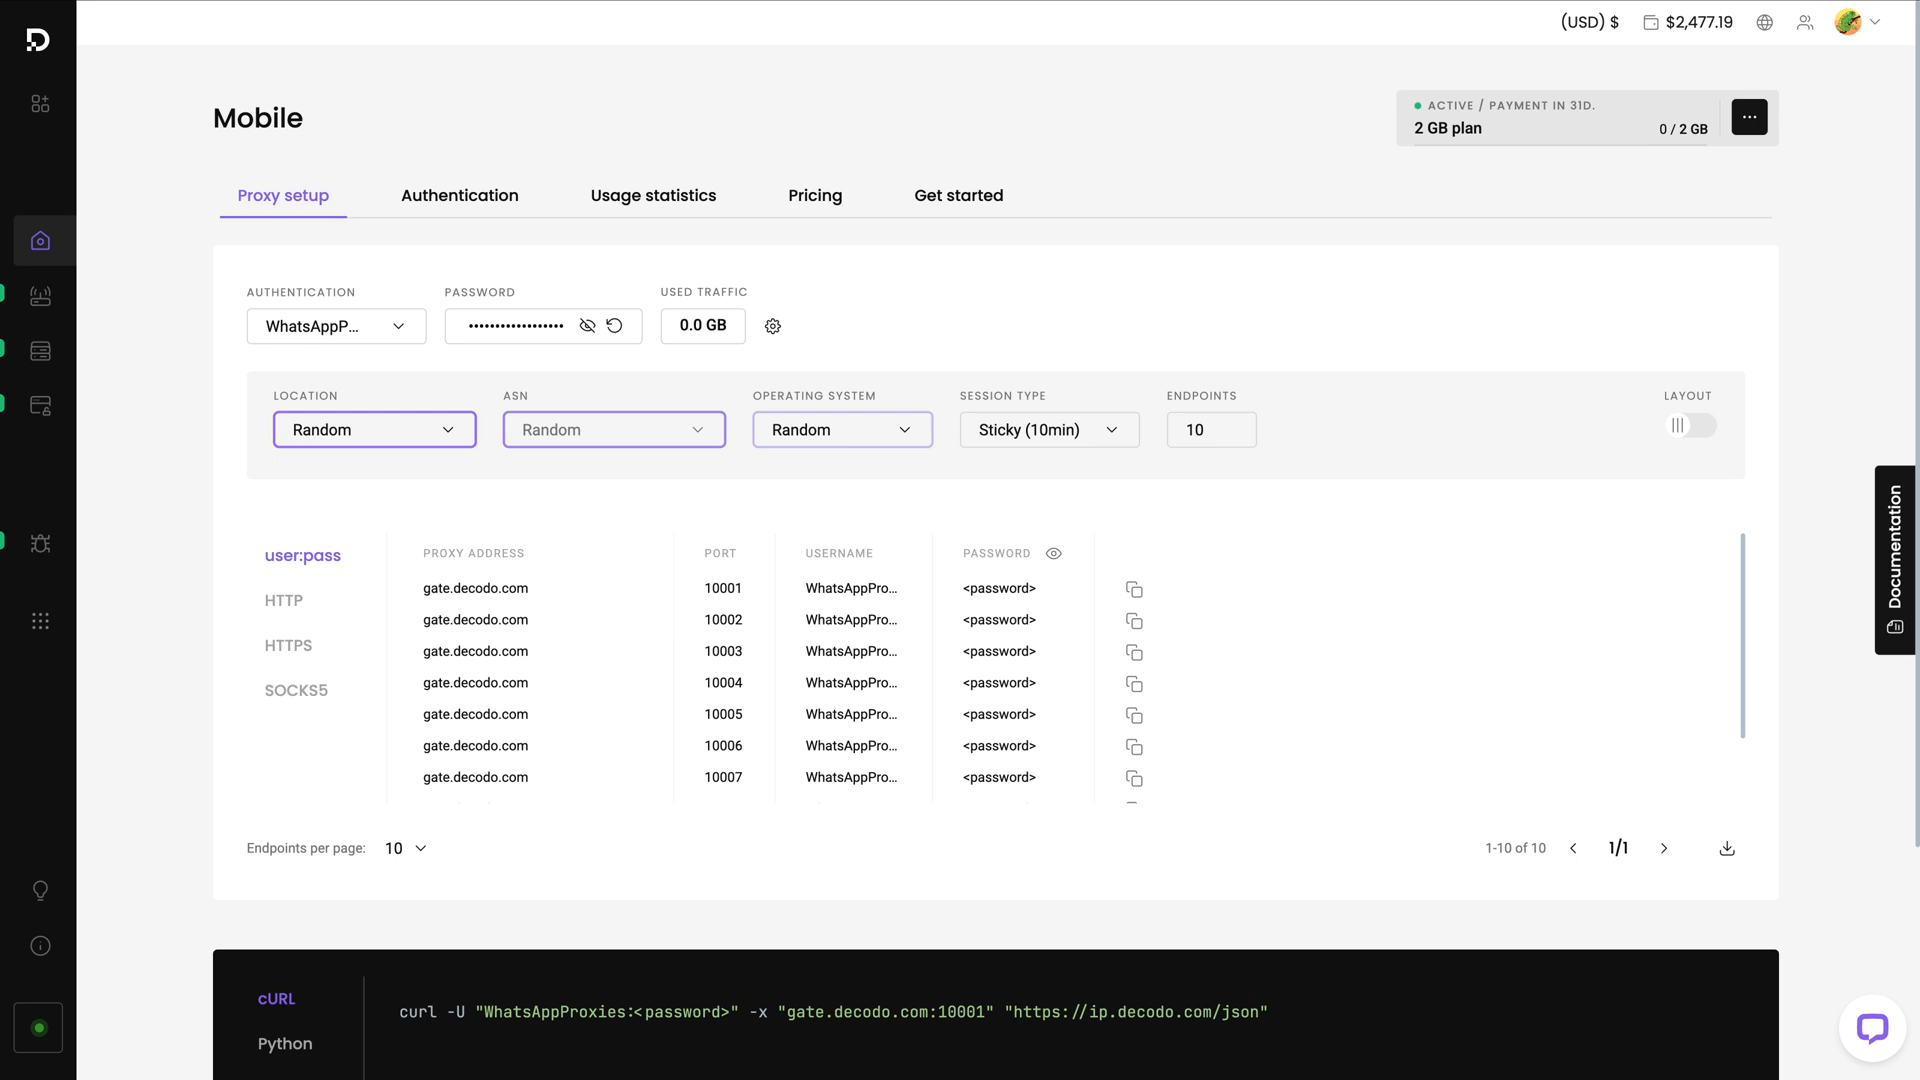 (USD) $ $2,477.19
Mobile
ACTIVE / PAYMENT IN 31D.
2 GB plan 0 / 2 GB
Proxy setup Authentication Usage statistics Pricing Get started
AUTHENTICATION PASSWORD USED TRAFFIC
WhatsAppP... •••••••••••••••••• 0.0 GB
LOCATION ASN OPERATING SYSTEM SESSION TYPE ENDPOINTS LAYOUT
Random Random Random Sticky (10min) 10
Documentation
user:pass
HTTP
HTTPS
SOCKS5
PROXY ADDRESS PORT USERNAME PASSWORD
gate.decodo.com 10001 WhatsAppPro... <password>
gate.decodo.com 10002 WhatsAppPro... <password>
gate.decodo.com 10003 WhatsAppPro... <password>
gate.decodo.com 10004 WhatsAppPro... <password>
gate.decodo.com 10005 WhatsAppPro... <password>
gate.decodo.com 10006 WhatsAppPro... <password>
gate.decodo.com 10007 WhatsAppPro... <password>
Endpoints per page: 10 1-10 of 10 1/1
cURL
Python
curl -U "WhatsAppProxies:<password>" -x "gate.decodo.com:10001" "https://ip.decodo.com/json"